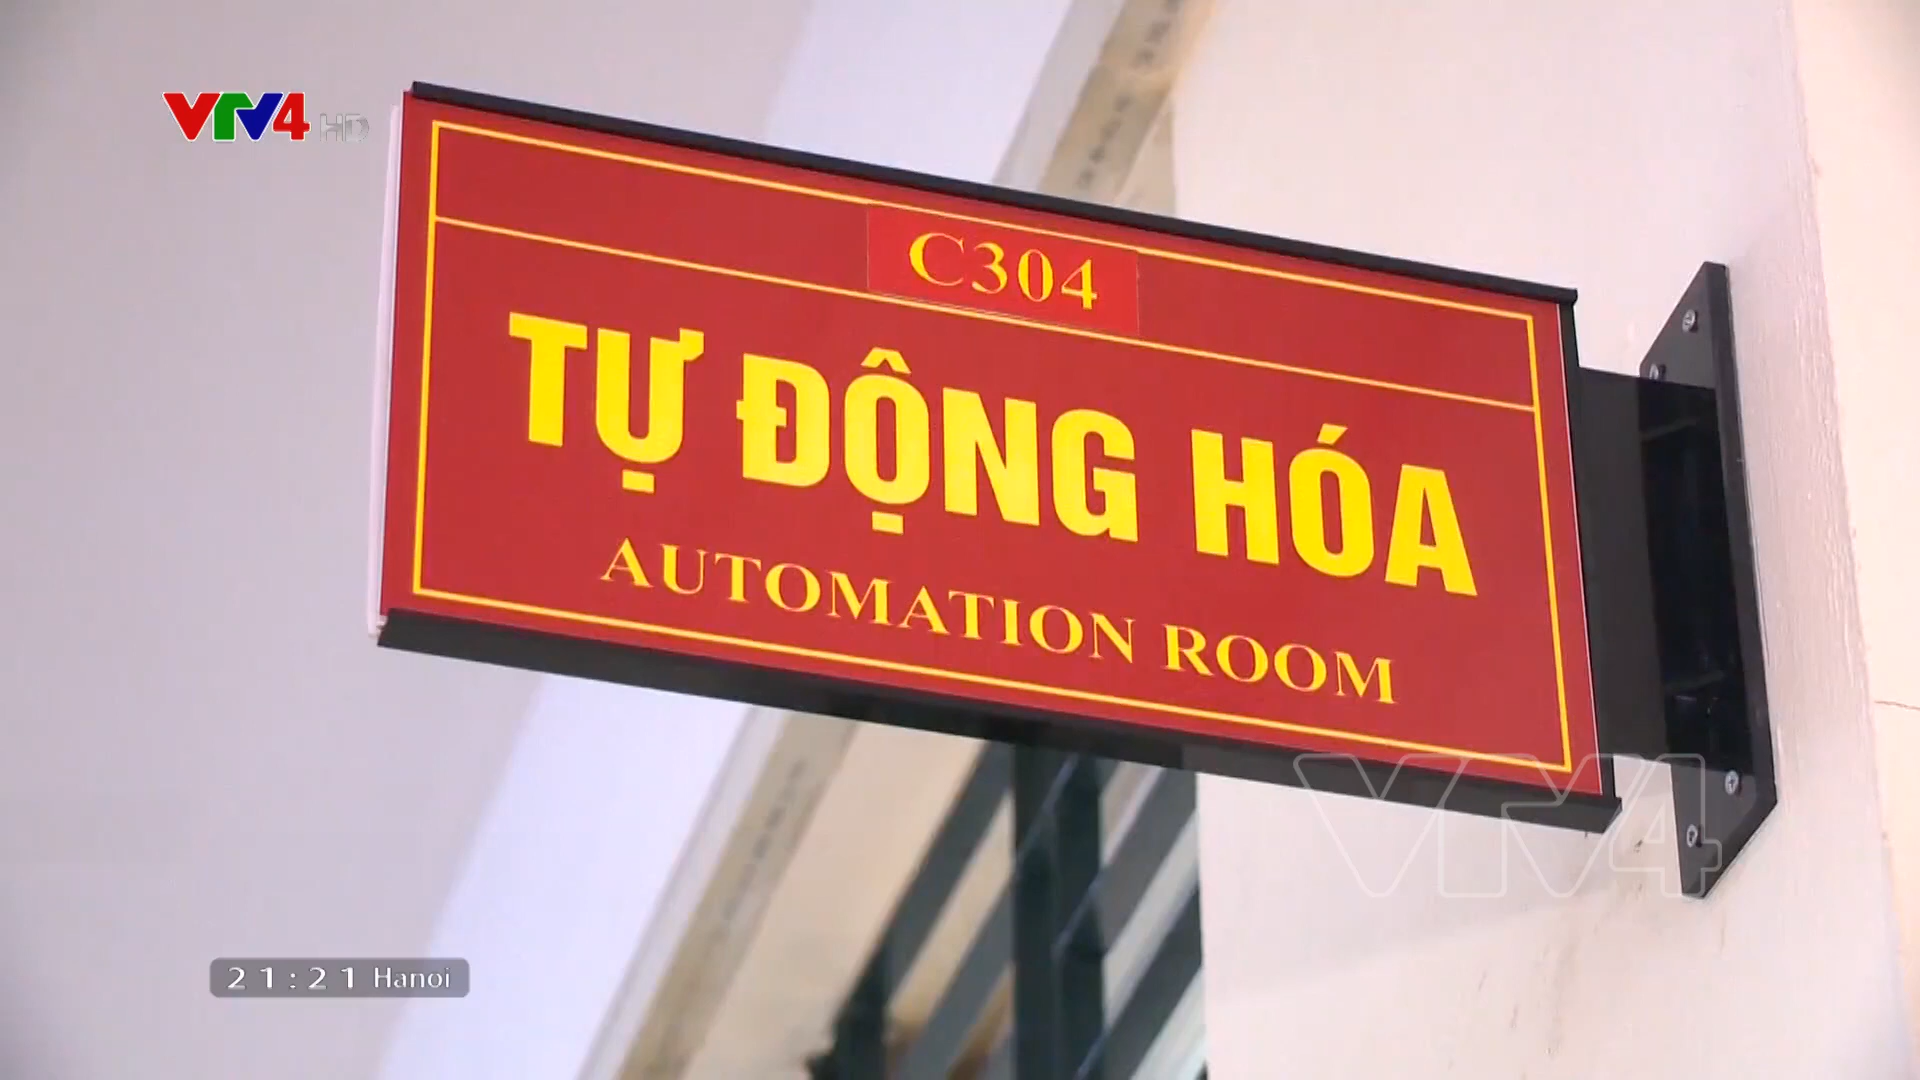 VTV4 HD
C304
TỰ ĐỘNG HÓA
AUTOMATION ROOM
VTV4
21:21 Hanoi